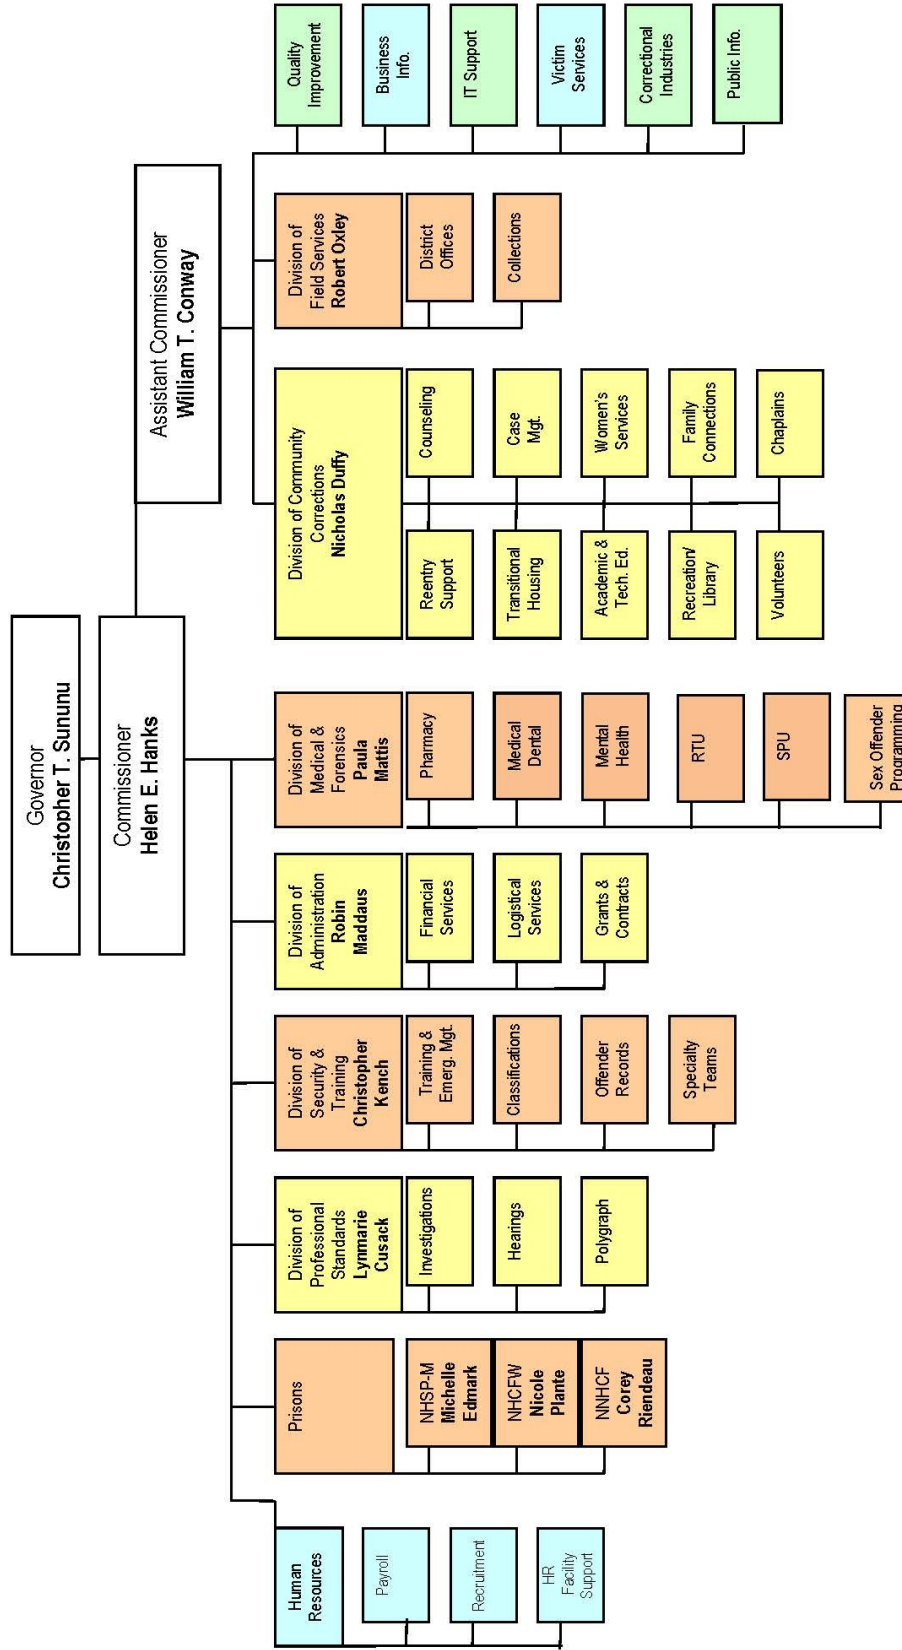 Governor
Christopher T. Sununu
Commissioner
Helen E. Hanks
Assistant Commissioner
William T. Conway
Human
Resources
Payroll
Recruitment
HR
Facility
Support
Prisons
NHSP-M
Michelle
Edmark
NHCFW
Nicole
Plante
NNHCF
Corey
Riendeau
Division of
Professional
Standards
Lynmarie
Cusack
Investigations
Hearings
Polygraph
Division of
Security &
Training
Christopher
Kench
Training &
Emerg. Mgt.
Classifications
Offender
Records
Specialty
Teams
Division of
Administration
Robin
Maddaus
Financial
Services
Logistical
Services
Grants &
Contracts
Division of
Medical &
Forensics
Paula
Mattis
Pharmacy
Medical
Dental
Mental
Health
RTU
SPU
Sex Offender
Programming
Division of Community
Corrections
Nicholas Duffy
Reentry
Support
Counseling
Transitional
Housing
Case
Mgt.
Academic &
Tech. Ed.
Women's
Services
Recreation/
Library
Family
Connections
Volunteers
Chaplains
Division of
Field Services
Robert Oxley
District
Offices
Collections
Quality
Improvement
Business
Info.
IT Support
Victim
Services
Correctional
Industries
Public Info.